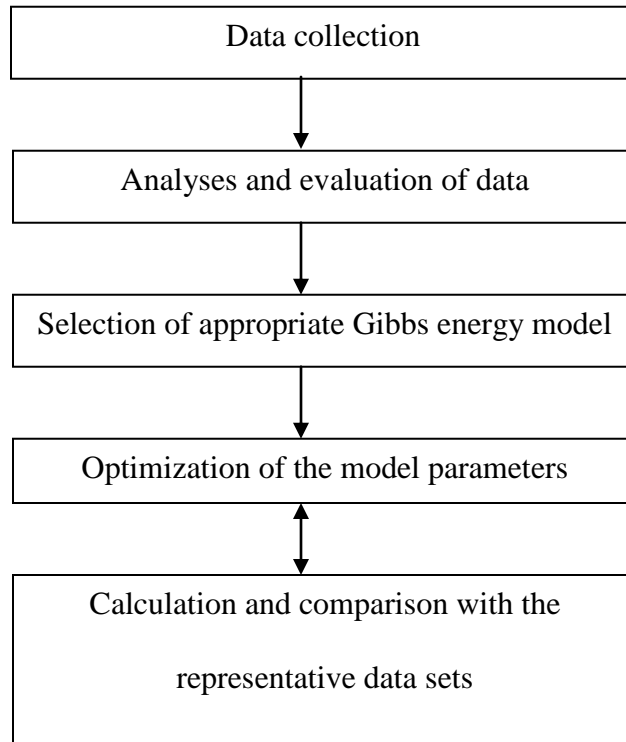 Data collection
Analyses and evaluation of data
Selection of appropriate Gibbs energy model
Optimization of the model parameters
Calculation and comparison with the
representative data sets